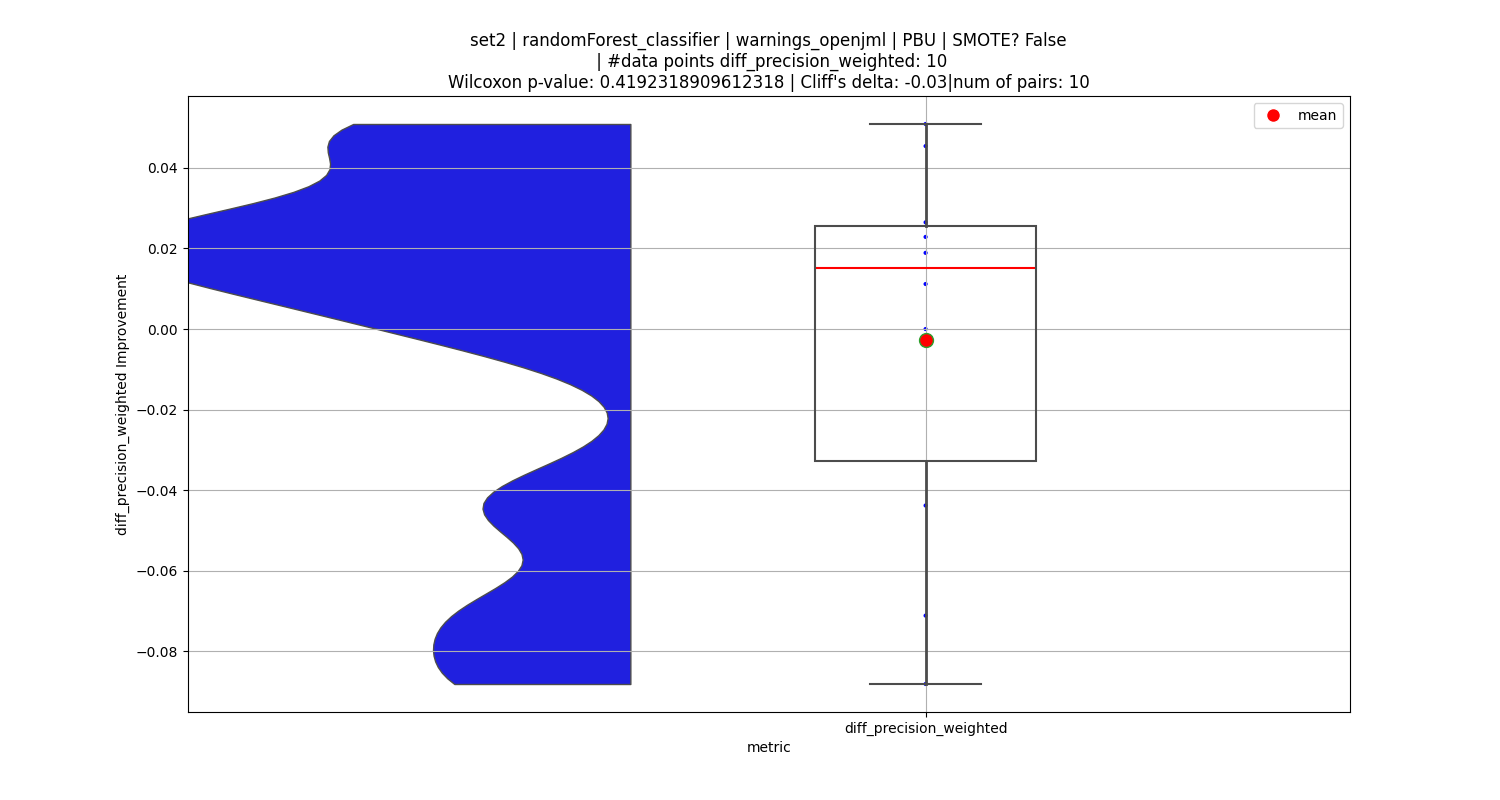 set2 | randomForest_classifier | warnings_openjml | PBU | SMOTE? False
| #data points diff_precision_weighted: 10
Wilcoxon p-value: 0.4192318909612318 | Cliff's delta: -0.03|num of pairs: 10
mean
0.04
0.02
0.00
−0.02
−0.04
−0.06
−0.08
diff_precision_weighted Improvement
diff_precision_weighted
metric